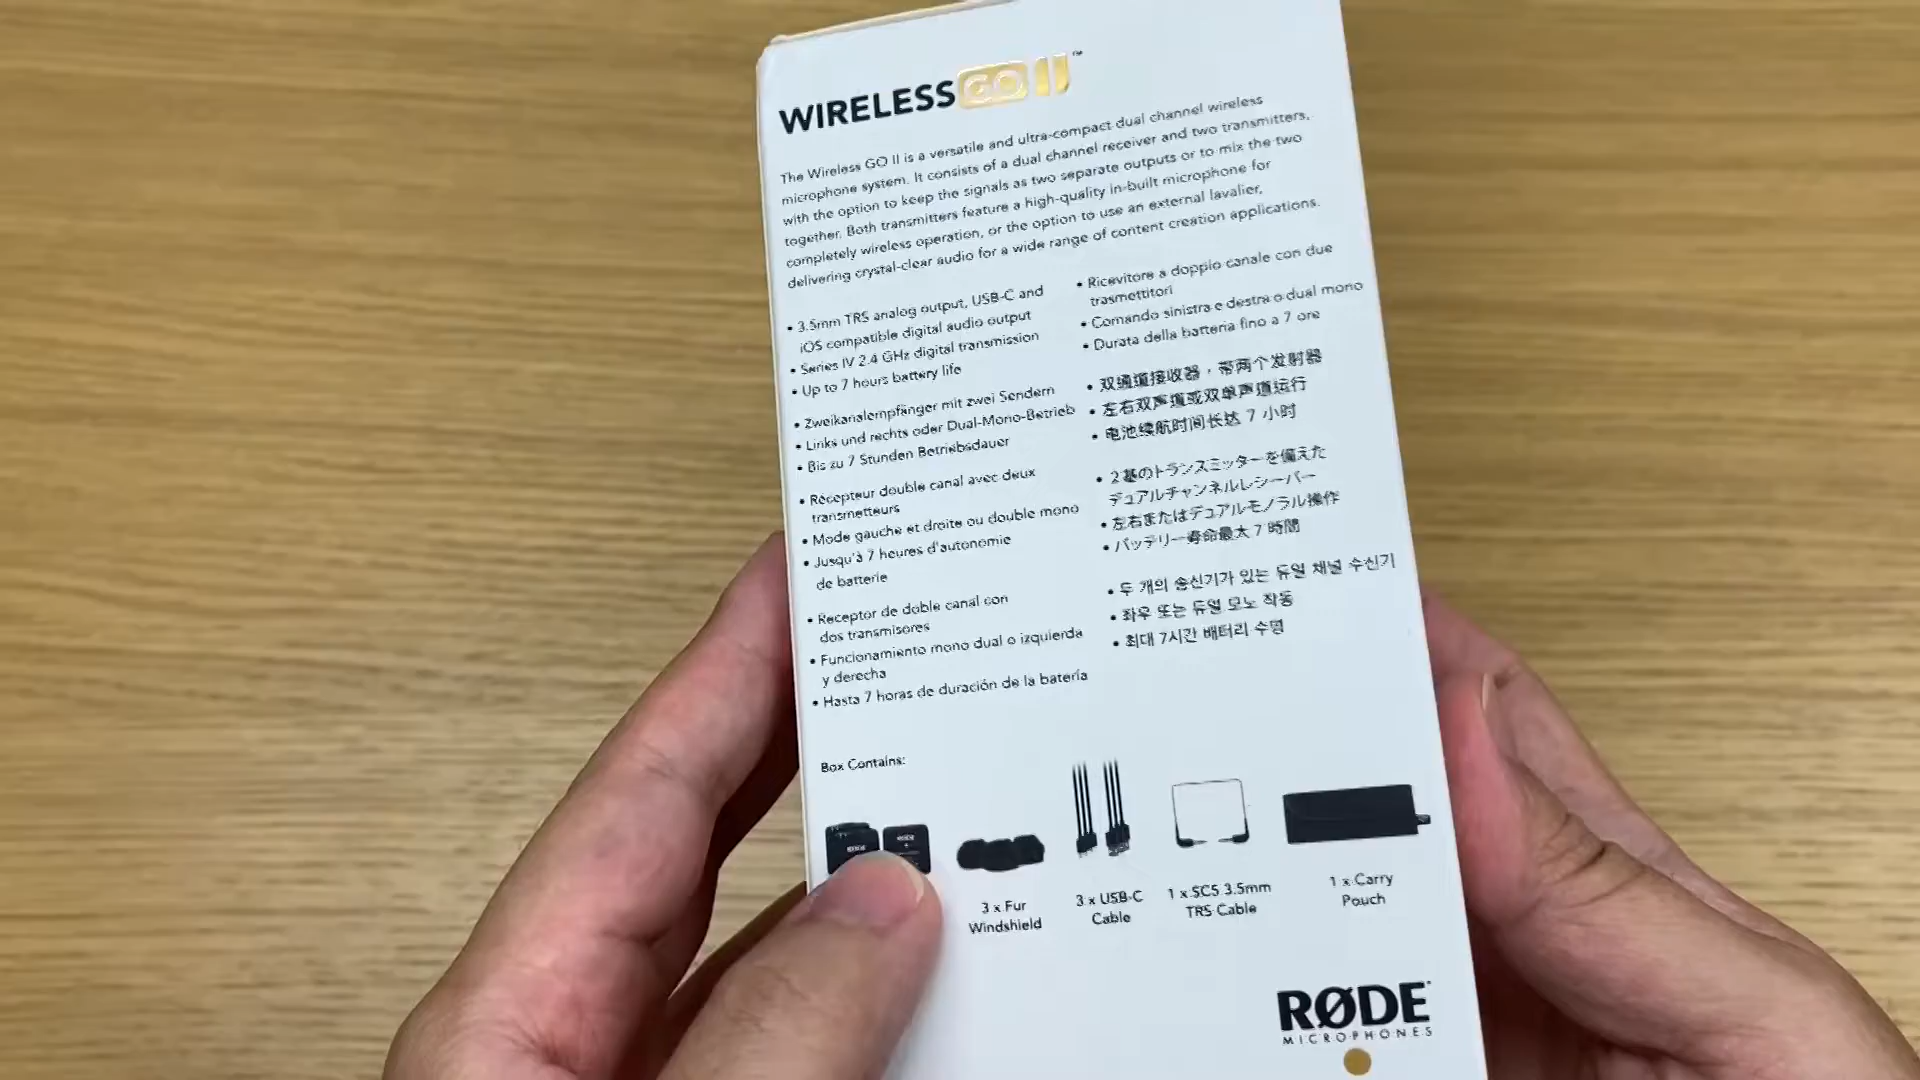 WIRELESS GO II™
The Wireless GO II is a versatile and ultra-compact dual channel wireless
microphone system. It consists of a dual channel receiver and two transmitters,
with the option to keep the signals as two separate outputs or to mix the two
together. Both transmitters feature a high-quality in-built microphone for
completely wireless operation, or the option to use an external lavalier,
delivering crystal-clear audio for a wide range of content creation applications.
• 3.5mm TRS analog output, USB-C and
iOS compatible digital audio output
• Series IV 2.4 GHz digital transmission
• Up to 7 hours battery life
• Zweikanalempfänger mit zwei Sendern
• Links und rechts oder Dual-Mono-Betrieb
• Bis zu 7 Stunden Betriebsdauer
• Récepteur double canal avec deux
transmetteurs
• Mode gauche et droite ou double mono
• Jusqu'à 7 heures d'autonomie
de batterie
• Receptor de doble canal con
dos transmisores
• Funcionamiento mono dual o izquierda
y derecha
• Hasta 7 horas de duración de la batería
• Ricevitore a doppio canale con due
trasmettitori
• Comando sinistra e destra o dual mono
• Durata della batteria fino a 7 ore
• 双通道接收器，带两个发射器
• 左右双声道或双单声道运行
• 电池续航时间长达 7 小时
• 2基のトランスミッターを備えた
デュアルチャンネルレシーバー
• 左右またはデュアルモノラル操作
• バッテリー寿命最大 7 時間
• 두 개의 송신기가 있는 듀얼 채널 수신기
• 좌우 또는 듀얼 모노 작동
• 최대 7시간 배터리 수명
Box Contains:
RØDE
RØDE
3 x Fur
Windshield
3 x USB-C
Cable
1 x SC5 3.5mm
TRS Cable
1 x Carry
Pouch
RØDE
MICROPHONES